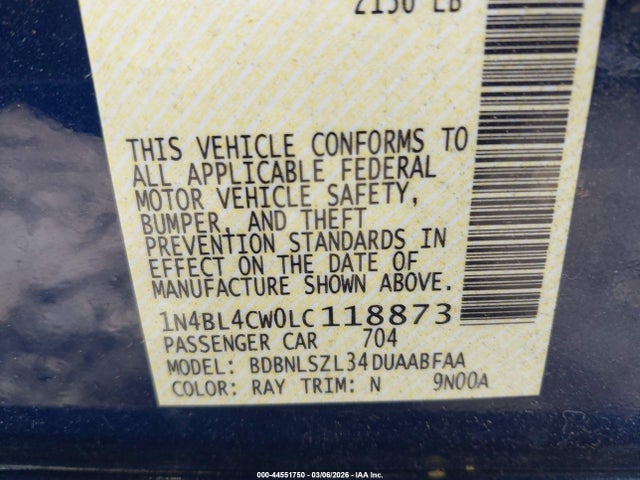 2150 LB
THIS VEHICLE CONFORMS TO
ALL APPLICABLE FEDERAL
MOTOR VEHICLE SAFETY,
BUMPER, AND THEFT
PREVENTION STANDARDS IN
EFFECT ON THE DATE OF
MANUFACTURE SHOWN ABOVE.
1N4BL4CW0LC118873
PASSENGER CAR 704
MODEL: BDBNLSZL34DUAABFAA
COLOR: RAY TRIM: N 9N00A
000-44551750 - 03/06/2026 - IAA Inc.